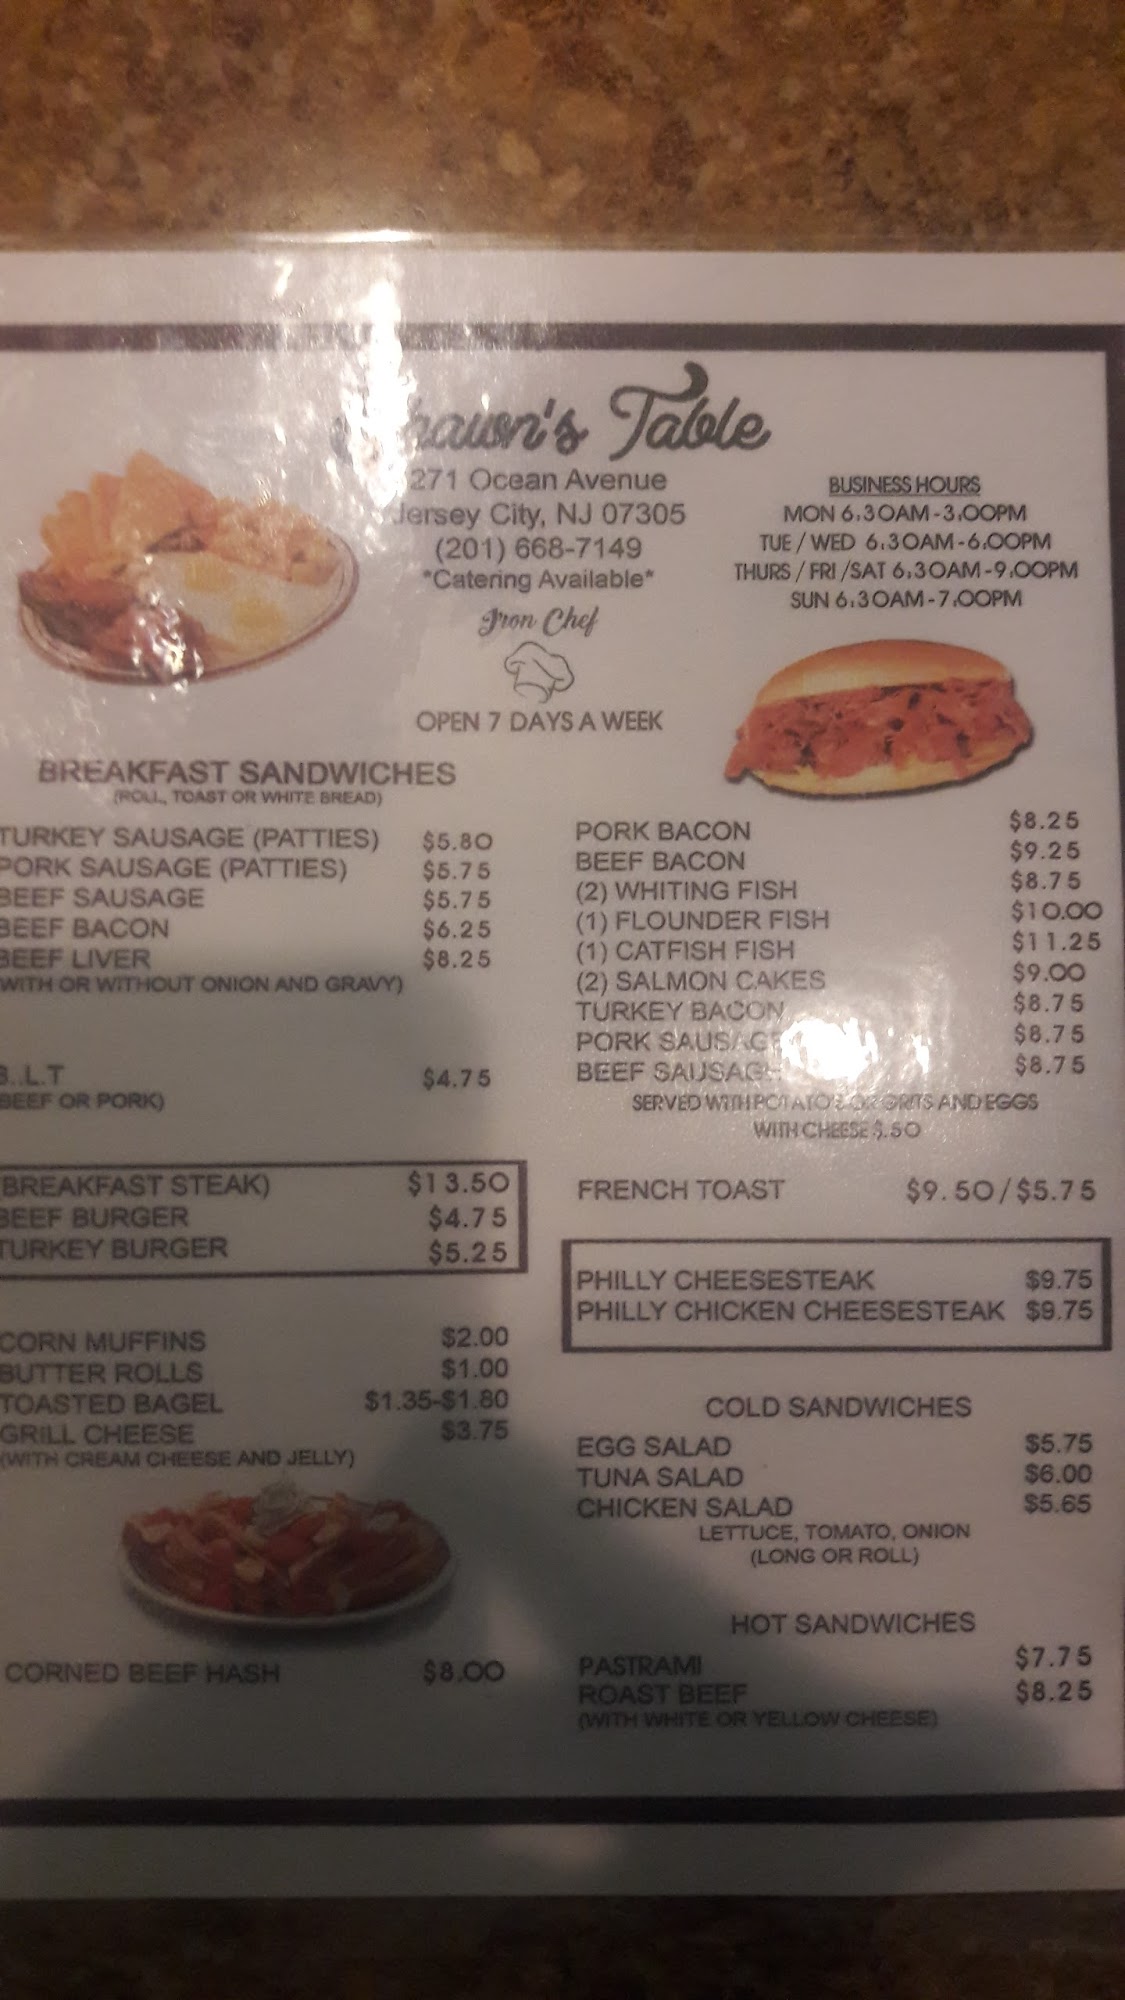 hawn's Table
271 Ocean Avenue
Jersey City, NJ 07305
(201) 668-7149
*Catering Available*
Iron Chef
OPEN 7 DAYS A WEEK
BUSINESS HOURS
MON 6:30AM-3:00PM
TUE / WED 6:30AM-6:00PM
THURS / FRI /SAT 6:30AM-9:00PM
SUN 6:30AM-7:00PM
BREAKFAST SANDWICHES
(ROLL, TOAST OR WHITE BREAD)
TURKEY SAUSAGE (PATTIES) $5.80
PORK SAUSAGE (PATTIES) $5.75
BEEF SAUSAGE $5.75
BEEF BACON $6.25
BEEF LIVER $8.25
(WITH OR WITHOUT ONION AND GRAVY)
B..L.T $4.75
(BEEF OR PORK)
(BREAKFAST STEAK) $13.50
BEEF BURGER $4.75
TURKEY BURGER $5.25
CORN MUFFINS $2.00
BUTTER ROLLS $1.00
TOASTED BAGEL $1.35-$1.80
GRILL CHEESE $3.75
(WITH CREAM CHEESE AND JELLY)
CORNED BEEF HASH $8.00
PORK BACON $8.25
BEEF BACON $9.25
(2) WHITING FISH $8.75
(1) FLOUNDER FISH $10.00
(1) CATFISH FISH $11.25
(2) SALMON CAKES $9.00
TURKEY BACON $8.75
PORK SAUSAGE $8.75
BEEF SAUSAGE $8.75
SERVED WITH POTATOE OR GRITS AND EGGS
WITH CHEESE $.50
FRENCH TOAST $9.50/$5.75
PHILLY CHEESESTEAK $9.75
PHILLY CHICKEN CHEESESTEAK $9.75
COLD SANDWICHES
EGG SALAD $5.75
TUNA SALAD $6.00
CHICKEN SALAD $5.65
LETTUCE, TOMATO, ONION
(LONG OR ROLL)
HOT SANDWICHES
PASTRAMI $7.75
ROAST BEEF $8.25
(WITH WHITE OR YELLOW CHEESE)